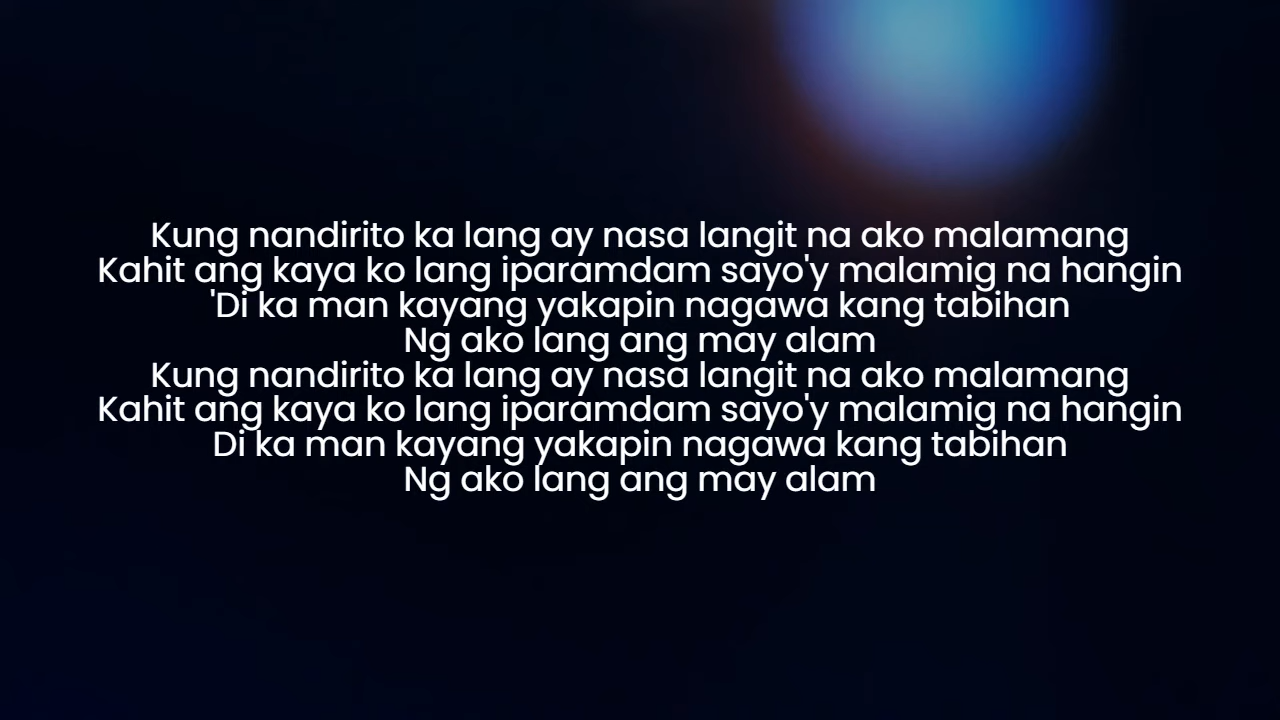 Kung nandirito ka lang ay nasa langit na ako malamang
Kahit ang kaya ko lang iparamdam sayo'y malamig na hangin
'Di ka man kayang yakapin nagawa kang tabihan
Ng ako lang ang may alam
Kung nandirito ka lang ay nasa langit na ako malamang
Kahit ang kaya ko lang iparamdam sayo'y malamig na hangin
Di ka man kayang yakapin nagawa kang tabihan
Ng ako lang ang may alam